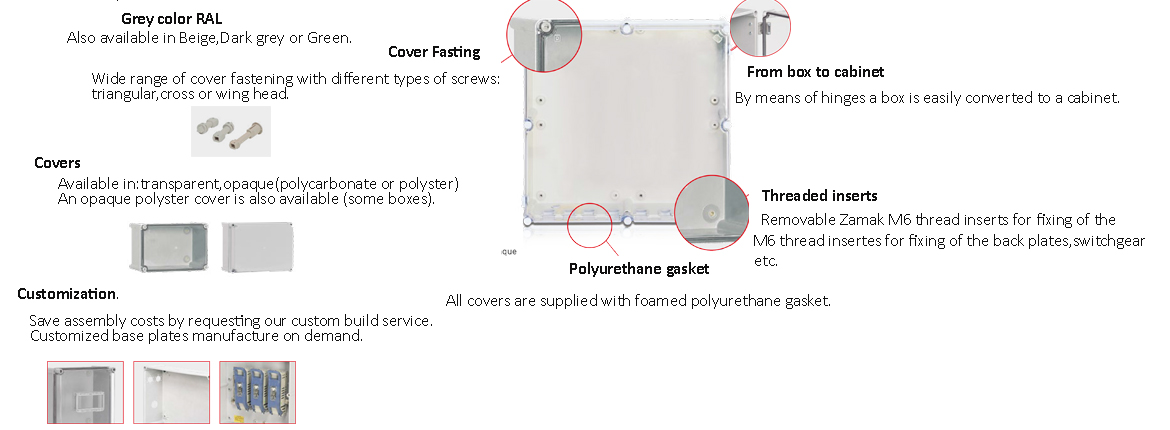 Grey color RAL
Also available in Beige,Dark grey or Green.
Cover Fasting
Wide range of cover fastening with different types of screws:
triangular,cross or wing head.
Covers
Available in:transparent,opaque(polycarbonate or polyster)
An opaque polyster cover is also available (some boxes).
Customization.
Save assembly costs by requesting our custom build service.
Customized base plates manufacture on demand.
From box to cabinet
By means of hinges a box is easily converted to a cabinet.
Threaded inserts
Removable Zamak M6 thread inserts for fixing of the
M6 thread insertes for fixing of the back plates,switchgear
etc.
que
Polyurethane gasket
All covers are supplied with foamed polyurethane gasket.